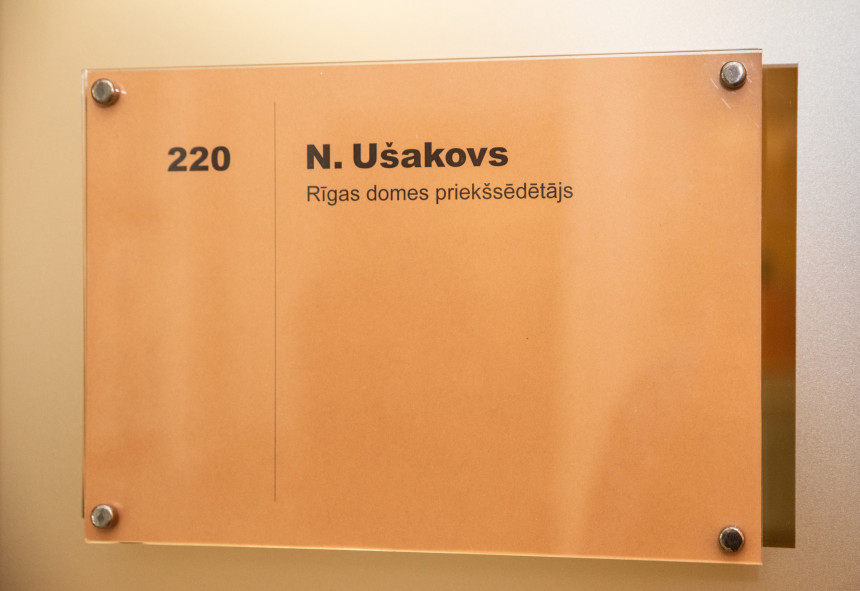 220
N. Ušakovs
Rīgas domes priekšsēdētājs